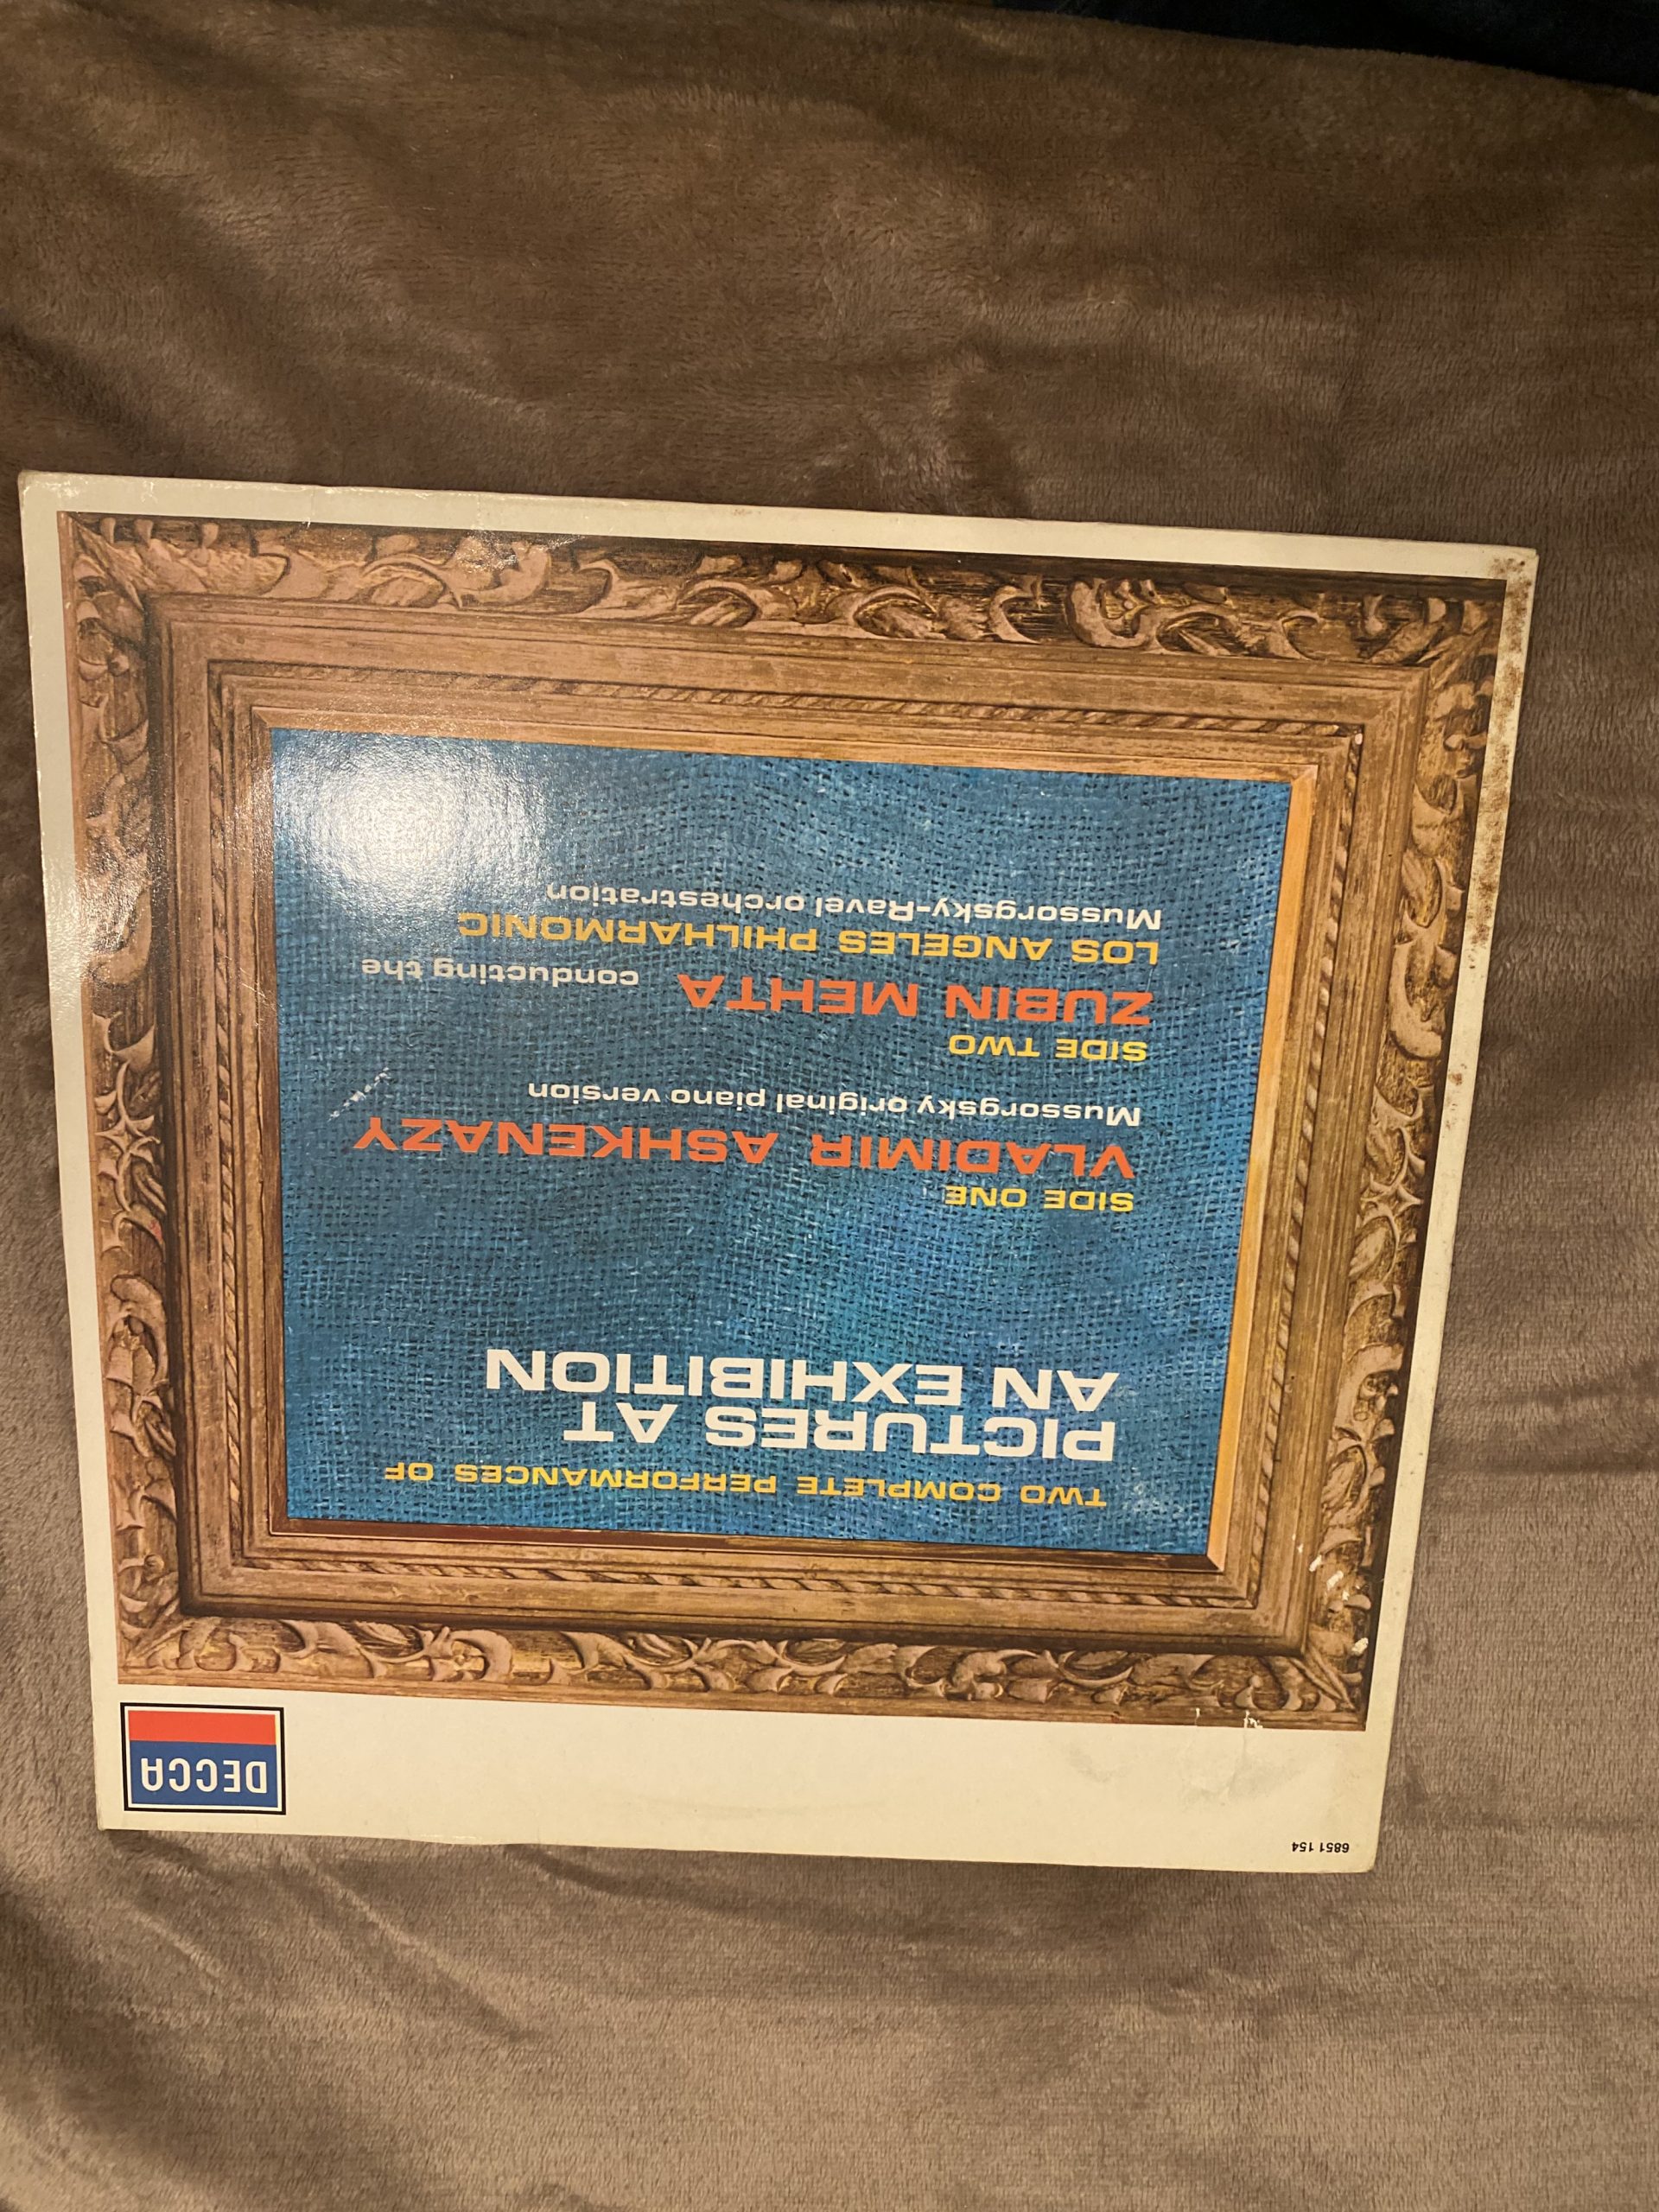 TWO COMPLETE PERFORMANCES OF
PICTURES AT
AN EXHIBITION
SIDE ONE
VLADIMIR ASHKENAZY
Mussorgsky original piano version
SIDE TWO
ZUBIN MEHTA conducting the
LOS ANGELES PHILHARMONIC
Mussorgsky-Ravel orchestration
6851 154
DECCA